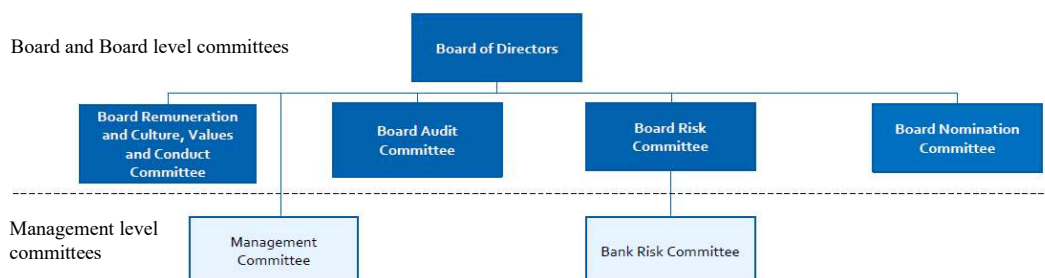 Board and Board level committees
Board of Directors
Board Remuneration
and Culture, Values
and Conduct
Committee
Board Audit
Committee
Board Risk
Committee
Board Nomination
Committee
Management level
committees
Management
Committee
Bank Risk Committee